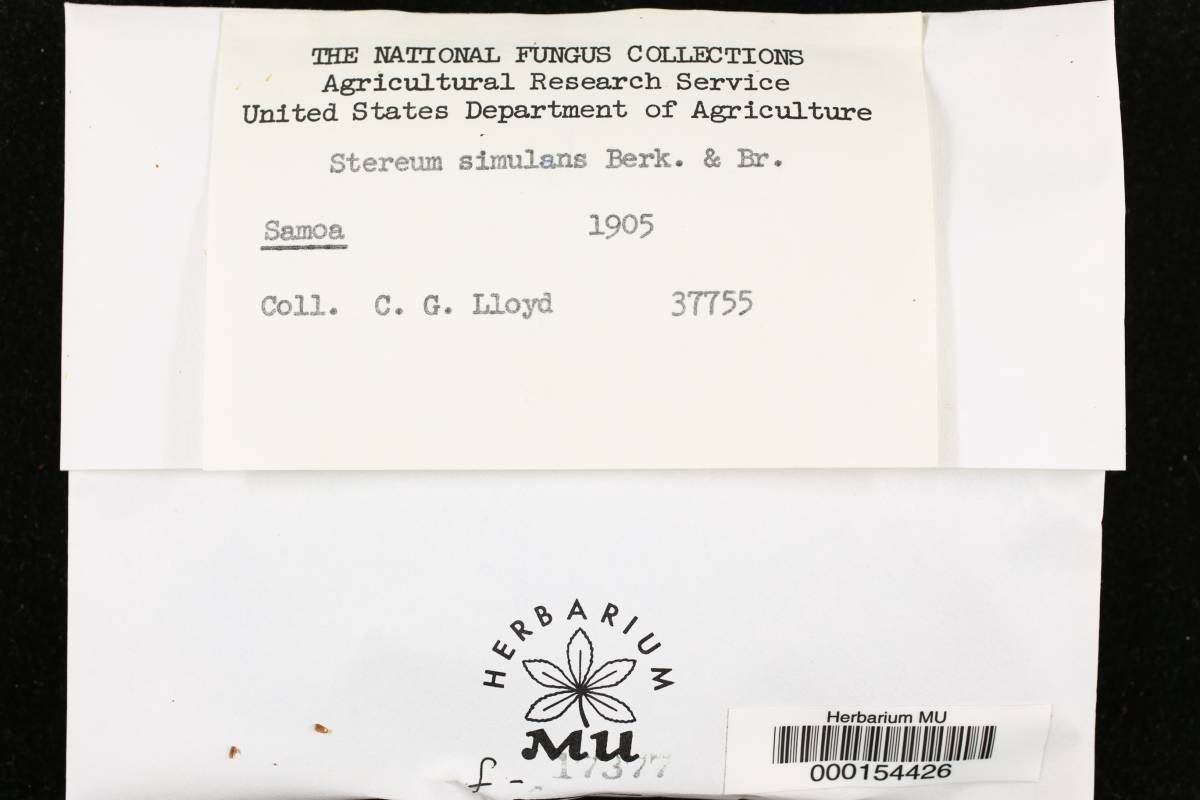 THE NATIONAL FUNGUS COLLECTIONS
Agricultural Research Service
United States Department of Agriculture
Stereum simulans Berk. & Br.
Samoa 1905
Coll. C. G. Lloyd 37755
HERBARIUM
MU
f - 17377
Herbarium MU
000154426